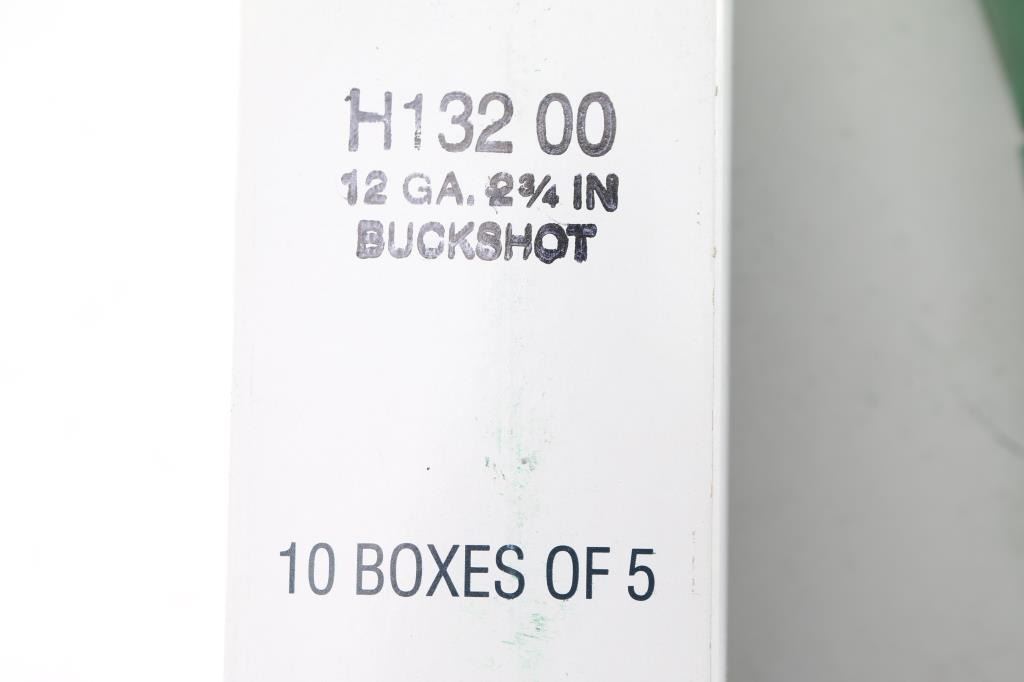 H132 00
12 GA. 2¾ IN
BUCKSHOT
10 BOXES OF 5